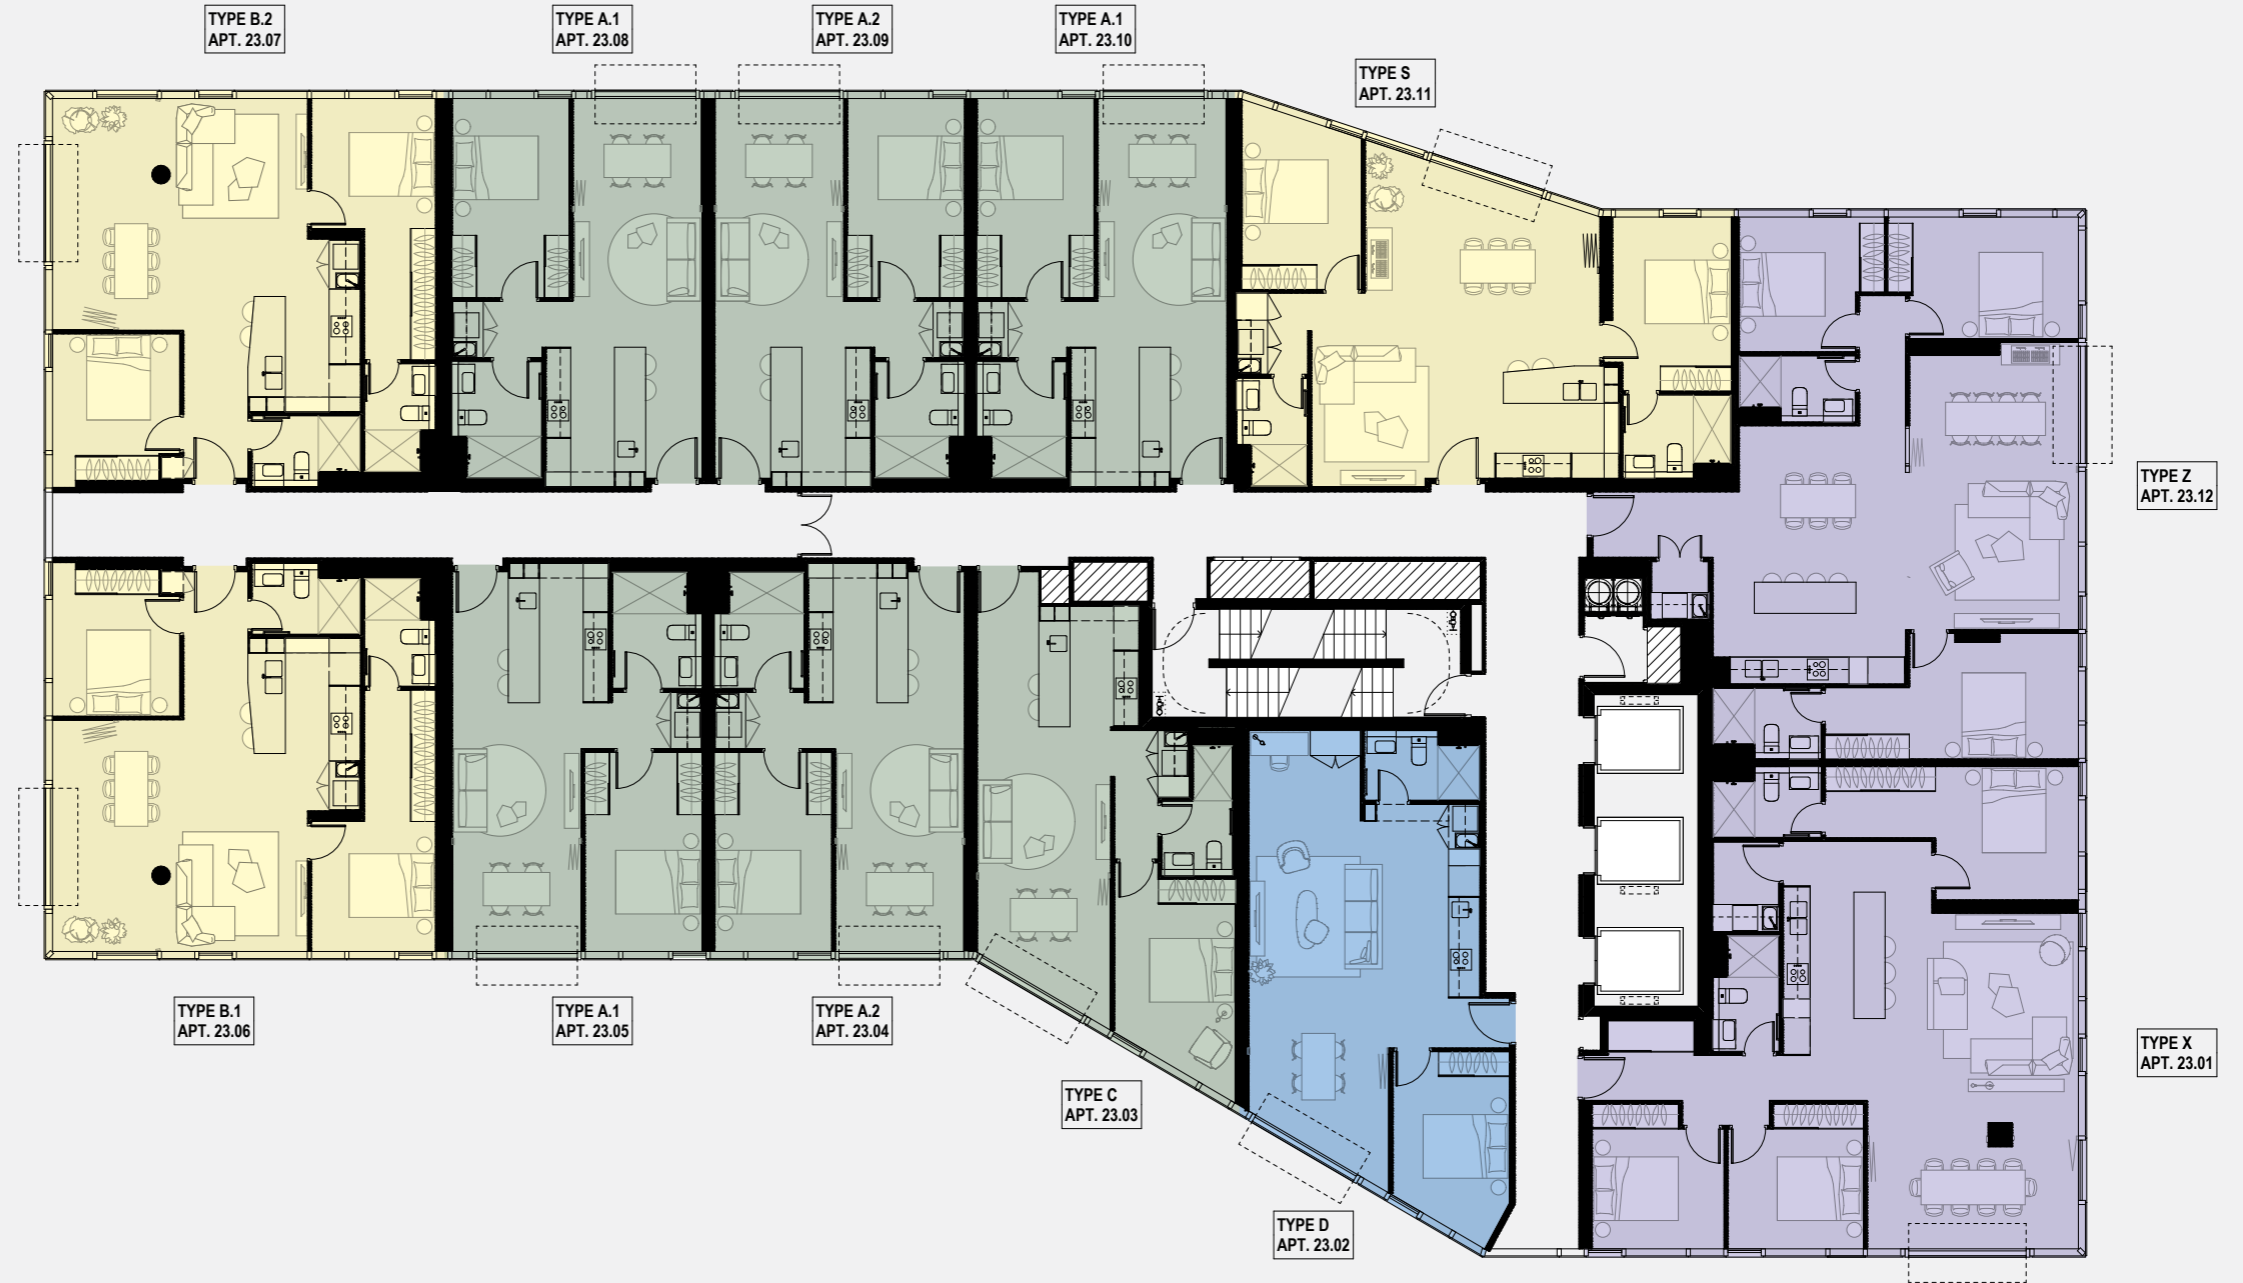 TYPE B.2
APT. 23.07
TYPE A.1
APT. 23.08
TYPE A.2
APT. 23.09
TYPE A.1
APT. 23.10
TYPE S
APT. 23.11
TYPE Z
APT. 23.12
TYPE B.1
APT. 23.06
TYPE A.1
APT. 23.05
TYPE A.2
APT. 23.04
TYPE C
APT. 23.03
TYPE D
APT. 23.02
TYPE X
APT. 23.01